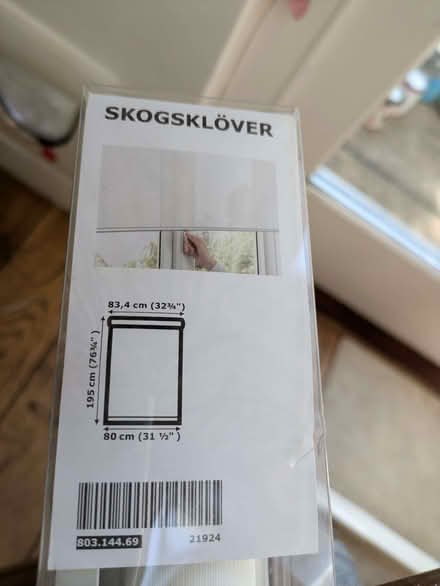 SKOGSKLÖVER
83,4 cm (32¾")
195 cm (76¾")
80 cm (31 ½")
803.144.69 21924